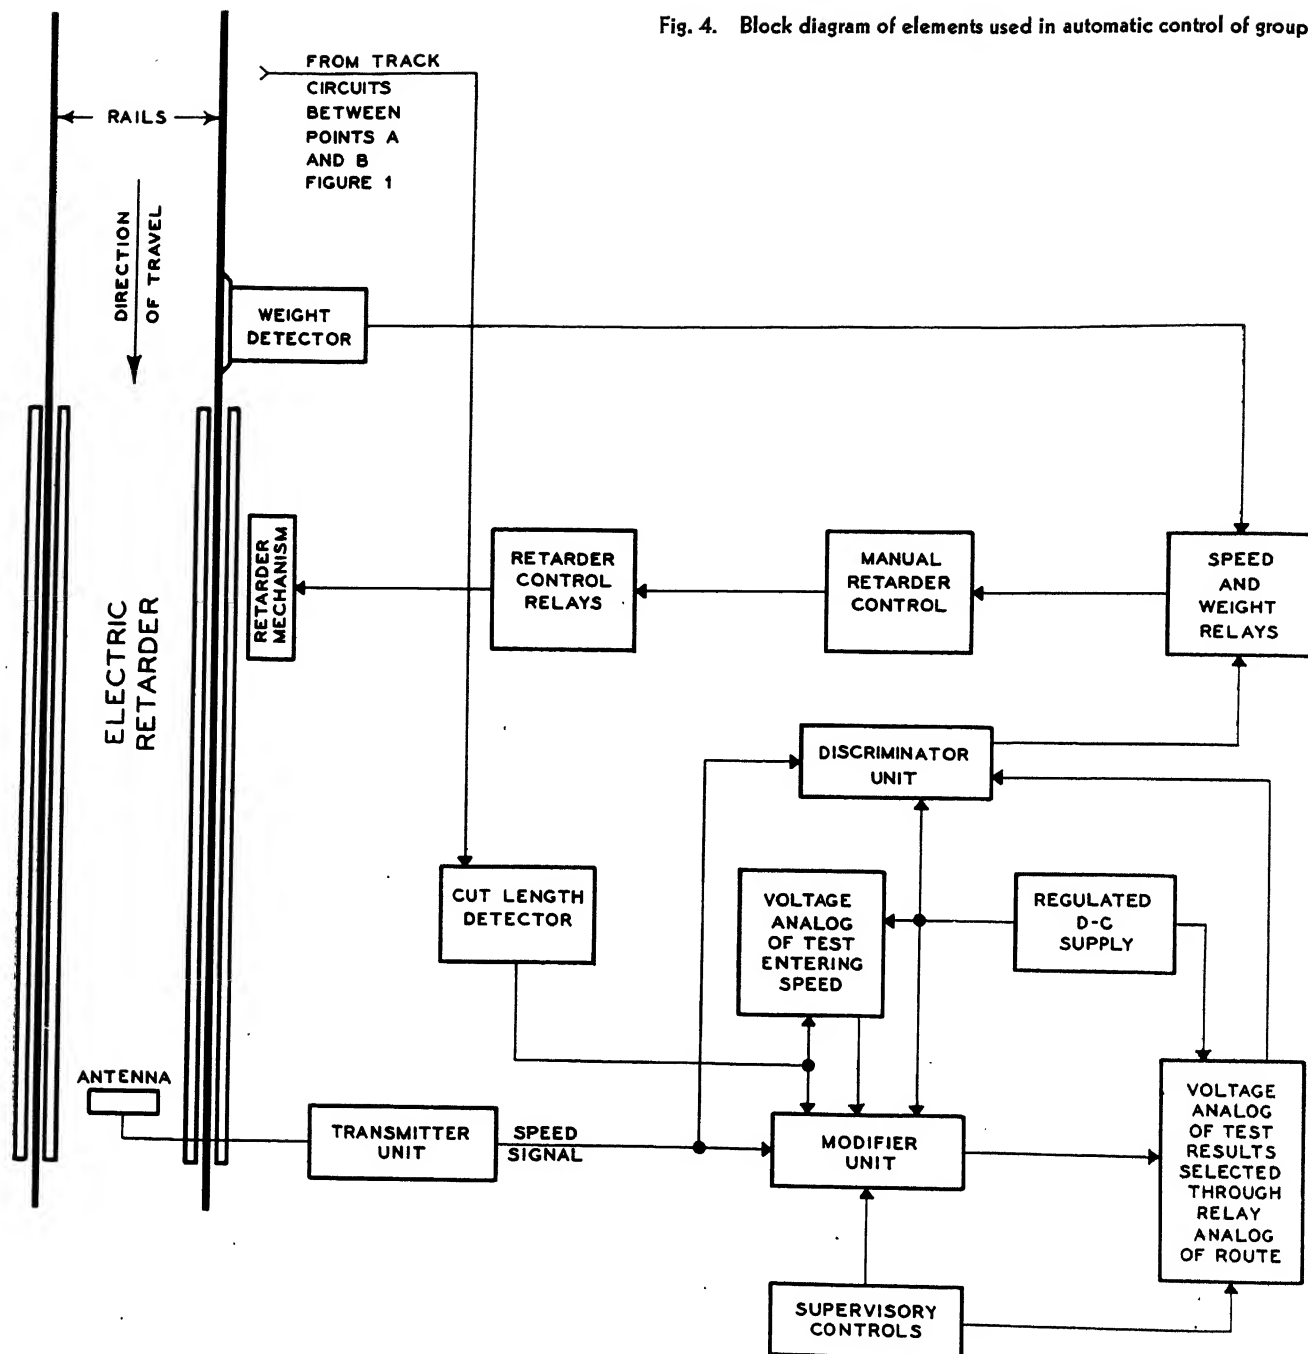 Fig. 4. Block diagram of elements used in automatic control of group
FROM TRACK
CIRCUITS
BETWEEN
POINTS A
AND B
FIGURE 1
RAILS
DIRECTION
OF TRAVEL
WEIGHT
DETECTOR
RETARDER
MECHANISM
RETARDER
CONTROL
RELAYS
MANUAL
RETARDER
CONTROL
SPEED
AND
WEIGHT
RELAYS
ELECTRIC
RETARDER
DISCRIMINATOR
UNIT
CUT LENGTH
DETECTOR
VOLTAGE
ANALOG
OF TEST
ENTERING
SPEED
REGULATED
D-C
SUPPLY
ANTENNA
TRANSMITTER
UNIT
SPEED
SIGNAL
MODIFIER
UNIT
VOLTAGE
ANALOG
OF TEST
RESULTS
SELECTED
THROUGH
RELAY
ANALOG
OF ROUTE
SUPERVISORY
CONTROLS